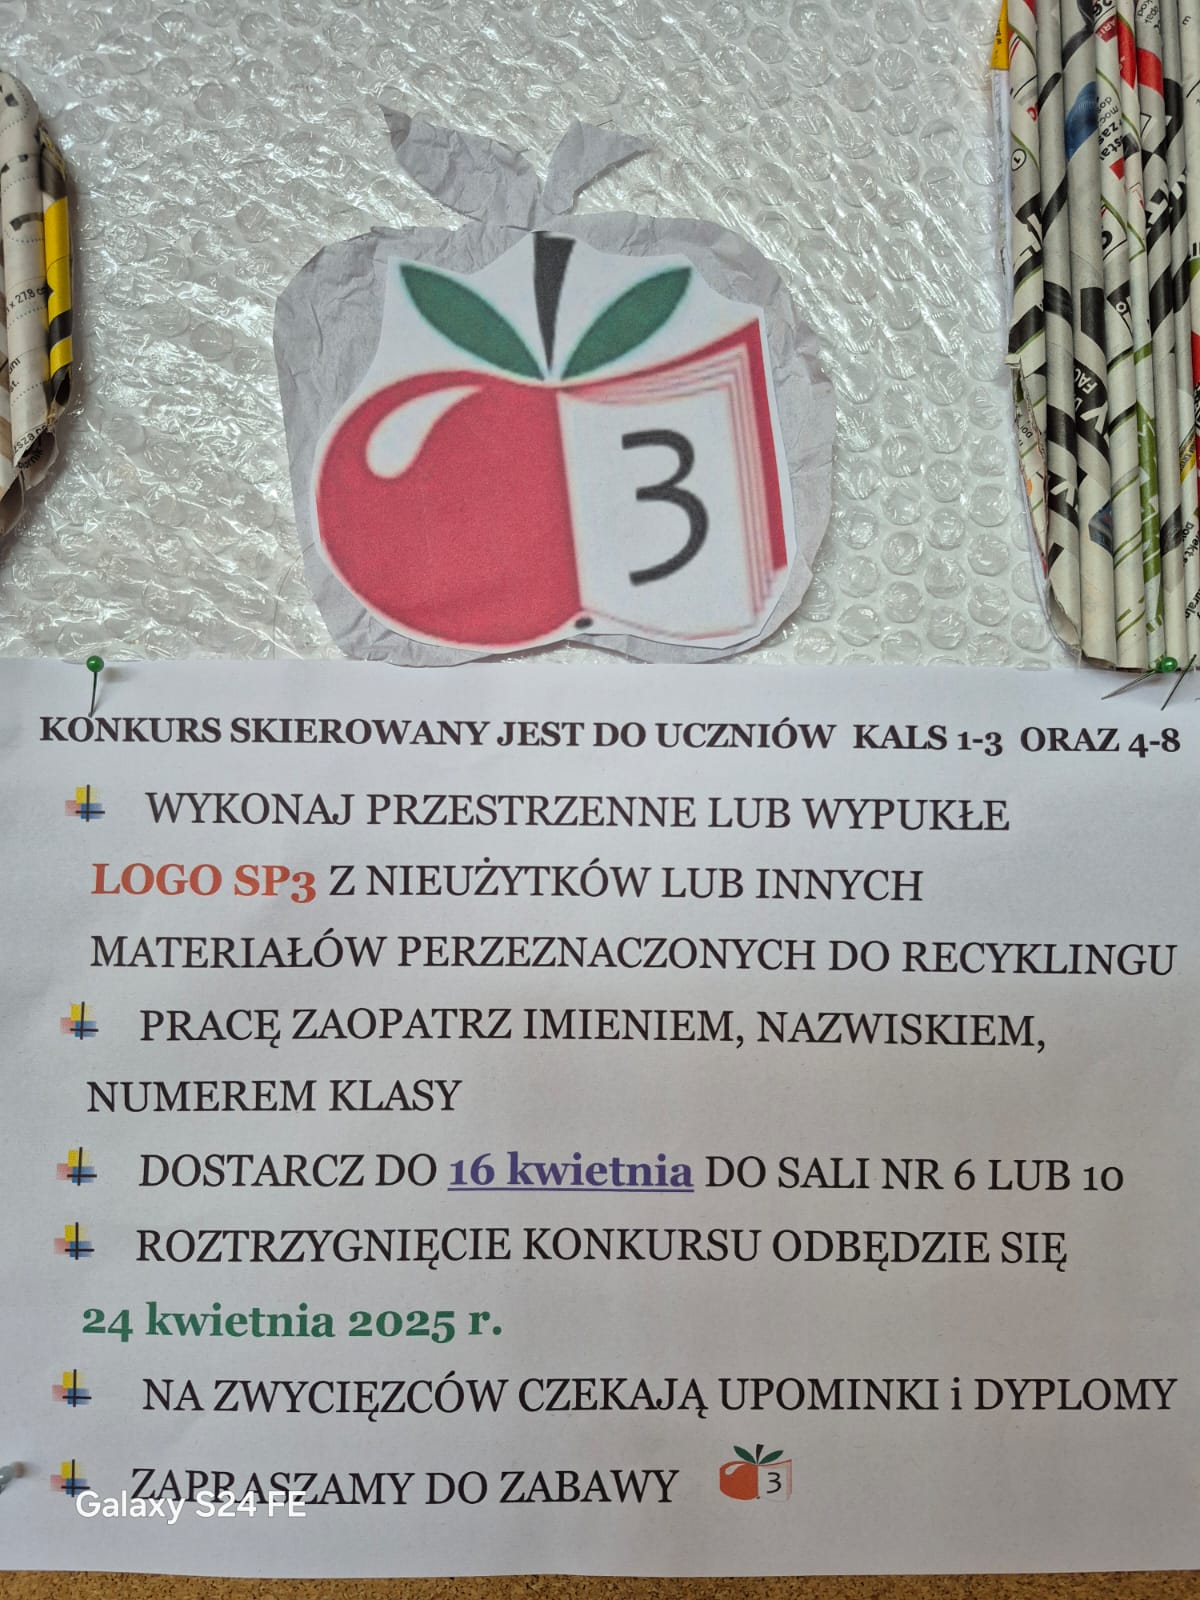 3
KONKURS SKIEROWANY JEST DO UCZNIÓW KALS 1-3 ORAZ 4-8
WYKONAJ PRZESTRZENNE LUB WYPUKŁE
LOGO SP3 Z NIEUŻYTKÓW LUB INNYCH
MATERIAŁÓW PERZEZNACZONYCH DO RECYKLINGU
PRACĘ ZAOPATRZ IMIENIEM, NAZWISKIEM,
NUMEREM KLASY
DOSTARCZ DO 16 kwietnia DO SALI NR 6 LUB 10
ROZTRZYGNIĘCIE KONKURSU ODBĘDZIE SIĘ
24 kwietnia 2025 r.
NA ZWYCIĘZCÓW CZEKAJĄ UPOMINKI i DYPLOMY
ZAPRASZAMY DO ZABAWY 3
Galaxy S24 FE